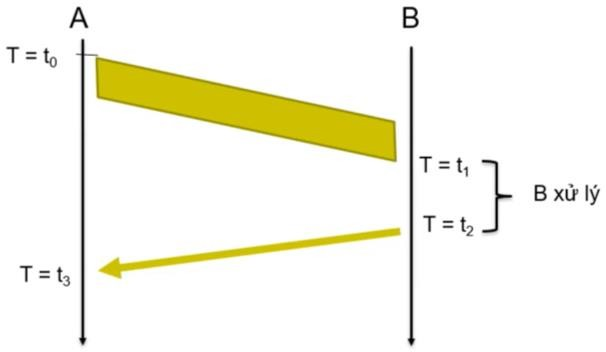 A
B
T = t₀
T = t₁
B xử lý
T = t₂
T = t₃